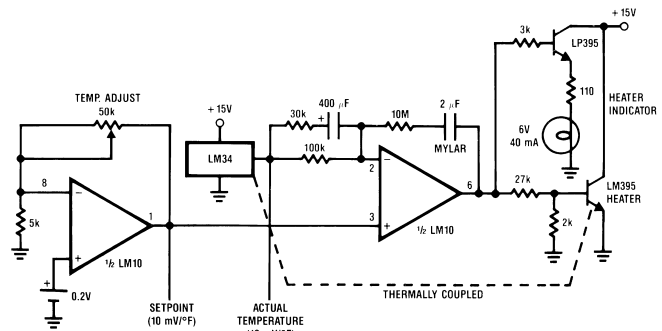 + 15V
3k
LP395
110
HEATER
INDICATOR
6V
40 mA
TEMP. ADJUST
50k
+ 15V
LM34
30k
400 μF
+
100k
10M
2 μF
MYLAR
8
−
5k
+
1
½ LM10
+
0.2V
2
−
3
+
6
½ LM10
27k
2k
LM395
HEATER
THERMALLY COUPLED
SETPOINT
(10 mV/°F)
ACTUAL
TEMPERATURE